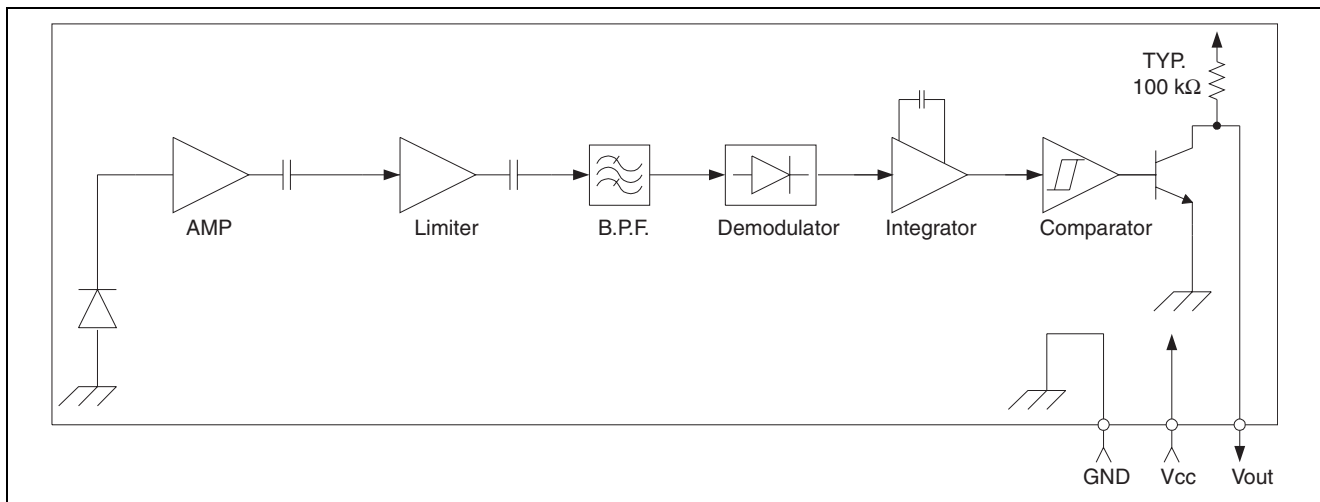 TYP.
100 kΩ
AMP
Limiter
B.P.F.
Demodulator
Integrator
Comparator
GND
Vcc
Vout